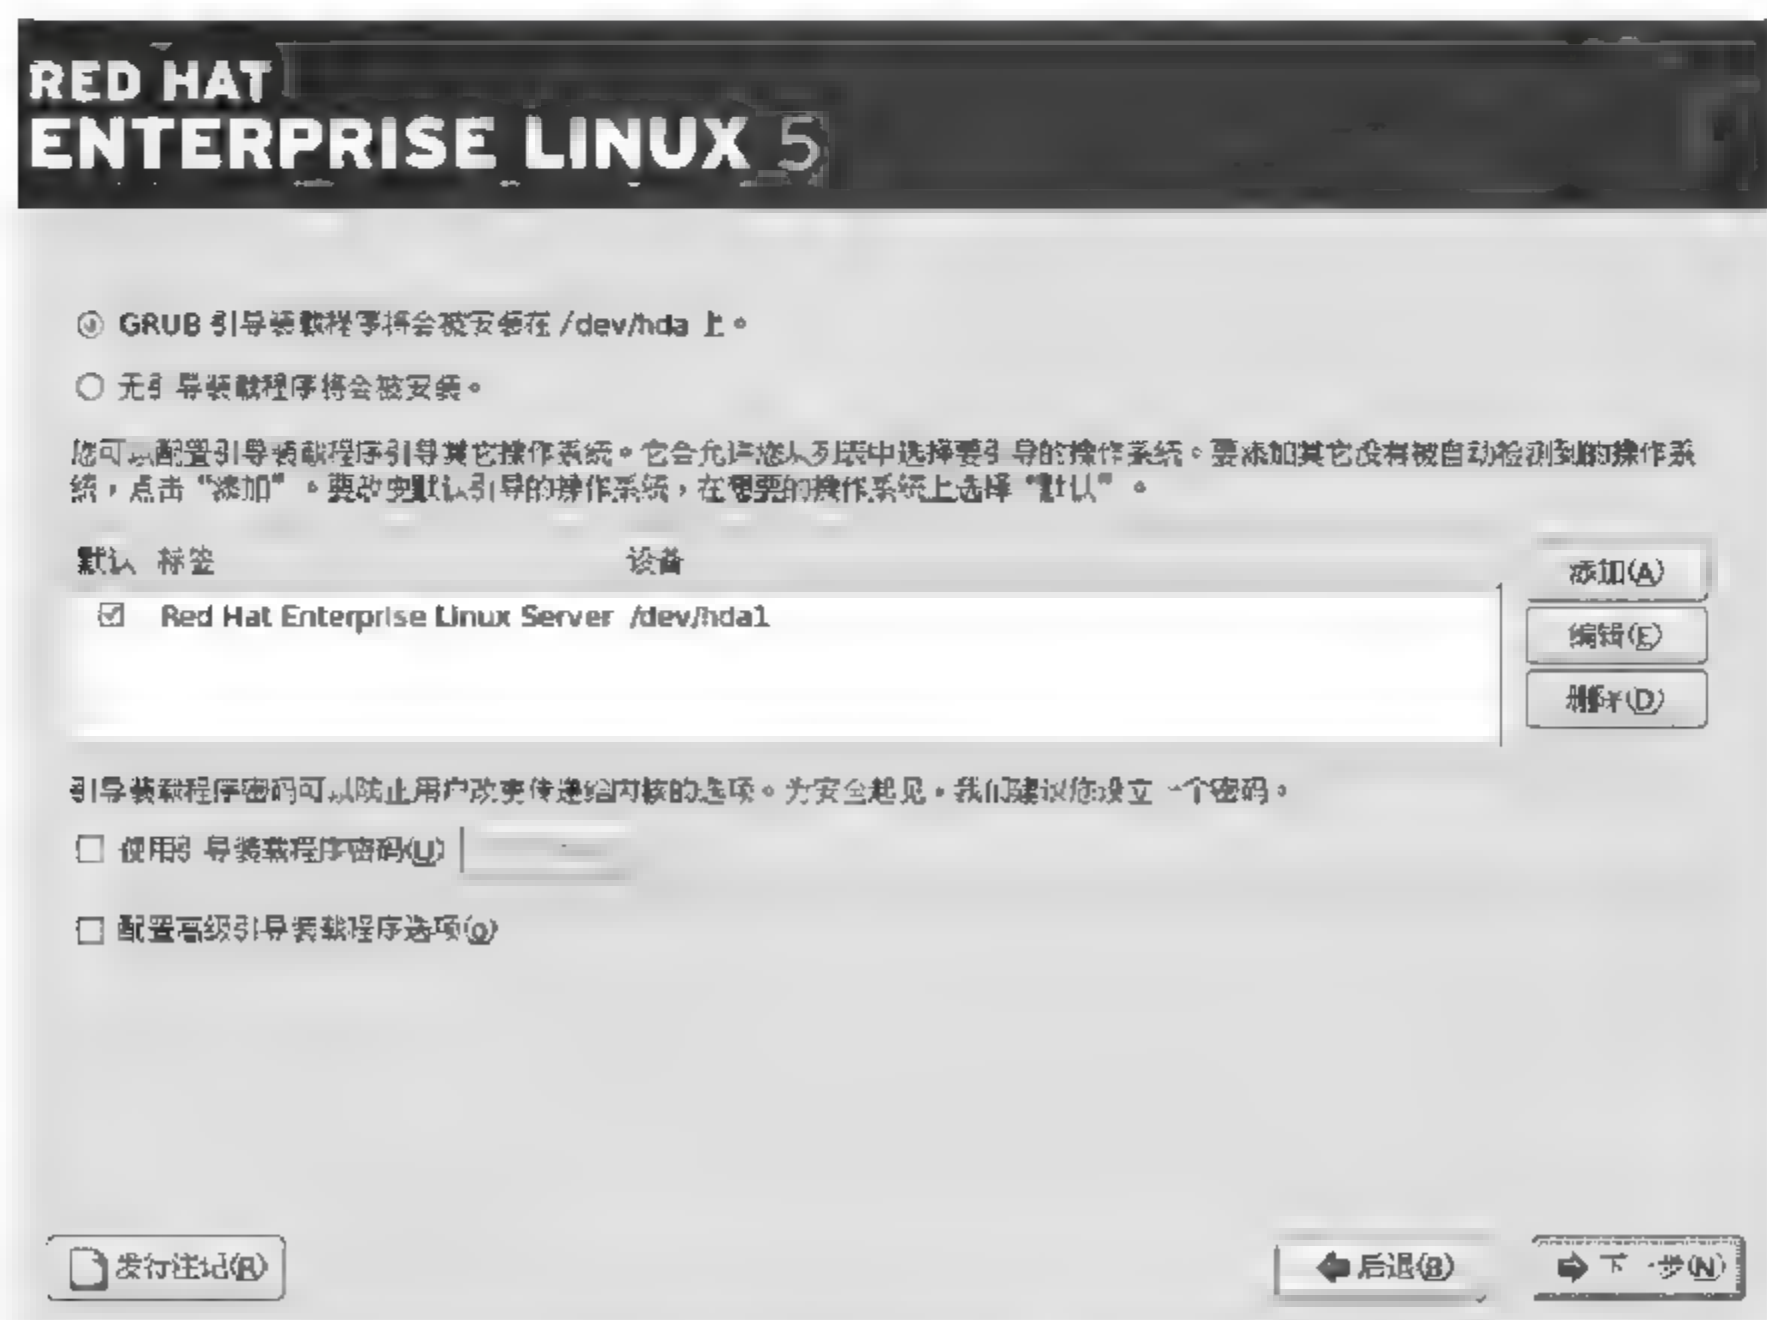 RED HAT
ENTERPRISE LINUX 5
GRUB 引导装载程序将会被安装在 /dev/hda 上。
无引导装载程序将会被安装。
您可以配置引导装载程序引导其它操作系统。它会允许您从列表中选择要引导的操作系统。要添加其它没有被自动检测到的操作系
统，点击“添加”。要改变默认引导的操作系统，在想要的操作系统上选择“默认”。
默认 标签 设备
添加(A)
Red Hat Enterprise Linux Server /dev/hda1
编辑(E)
删除(D)
引导装载程序密码可以防止用户改变传递给内核的选项。为安全起见，我们建议您设立一个密码。
使用引导装载程序密码(U)
配置高级引导装载程序选项(O)
发行注记(R)
后退(B)
下一步(N)